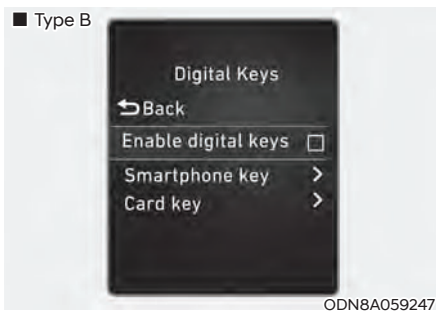 ■ Type B
Digital Keys
Back
Enable digital keys
Smartphone key >
Card key >
ODN8A059247